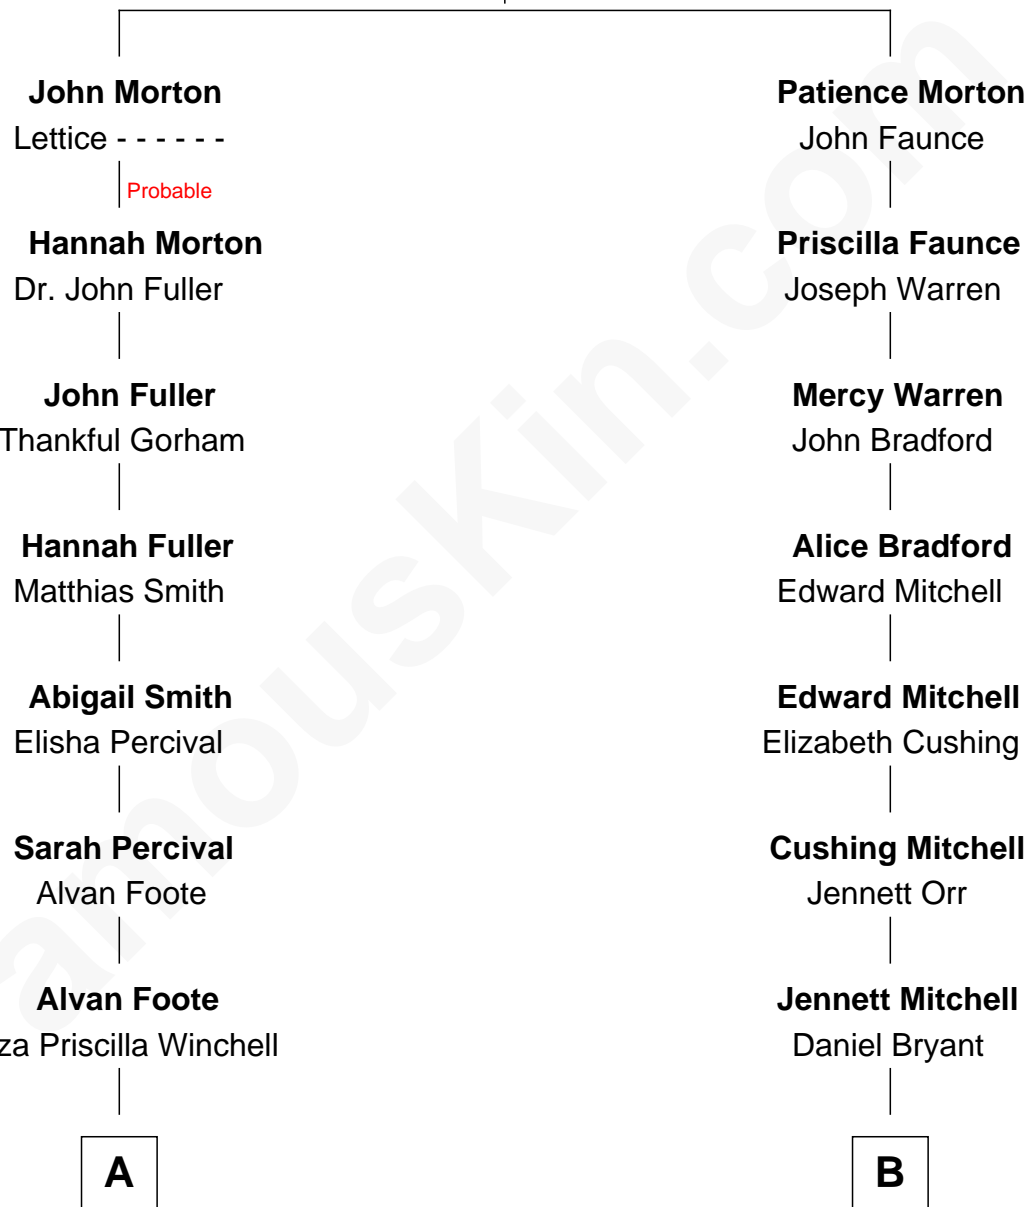 John Morton
Lettice - - - - - -
Probable
Hannah Morton
Dr. John Fuller
John Fuller
Thankful Gorham
Hannah Fuller
Matthias Smith
Abigail Smith
Elisha Percival
Sarah Percival
Alvan Foote
Alvan Foote
za Priscilla Winchell
A
Patience Morton
John Faunce
Priscilla Faunce
Joseph Warren
Mercy Warren
John Bradford
Alice Bradford
Edward Mitchell
Edward Mitchell
Elizabeth Cushing
Cushing Mitchell
Jennett Orr
Jennett Mitchell
Daniel Bryant
B
amouskin.com